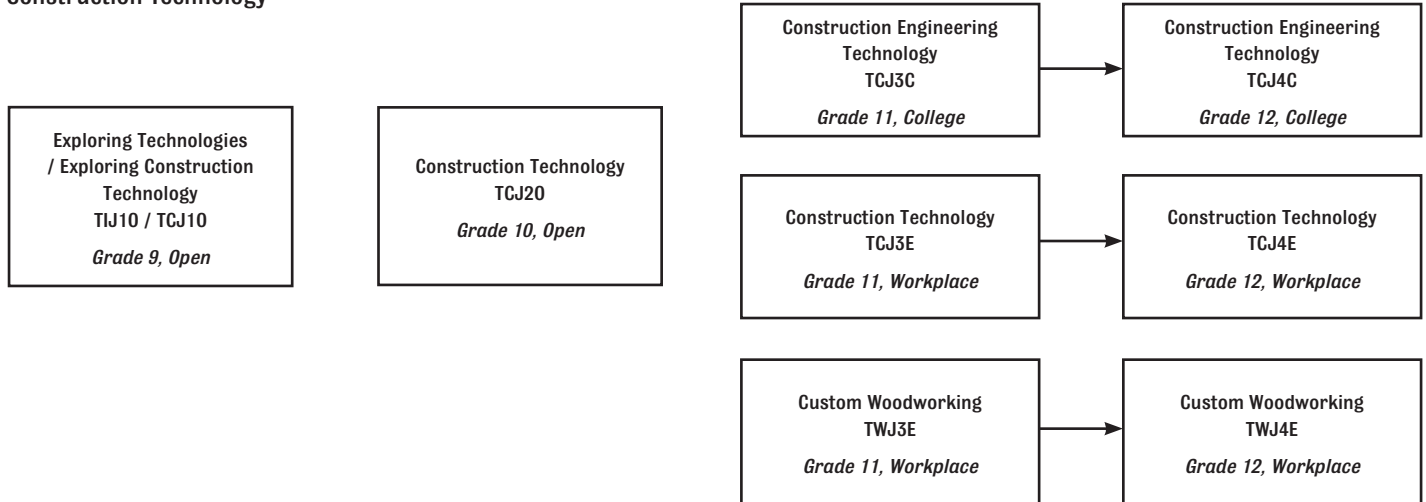 Construction Technology
Exploring Technologies
/ Exploring Construction
Technology
TIJ1O / TCJ1O
Grade 9, Open
Construction Technology
TCJ2O
Grade 10, Open
Construction Engineering
Technology
TCJ3C
Grade 11, College
Construction Engineering
Technology
TCJ4C
Grade 12, College
Construction Technology
TCJ3E
Grade 11, Workplace
Construction Technology
TCJ4E
Grade 12, Workplace
Custom Woodworking
TWJ3E
Grade 11, Workplace
Custom Woodworking
TWJ4E
Grade 12, Workplace